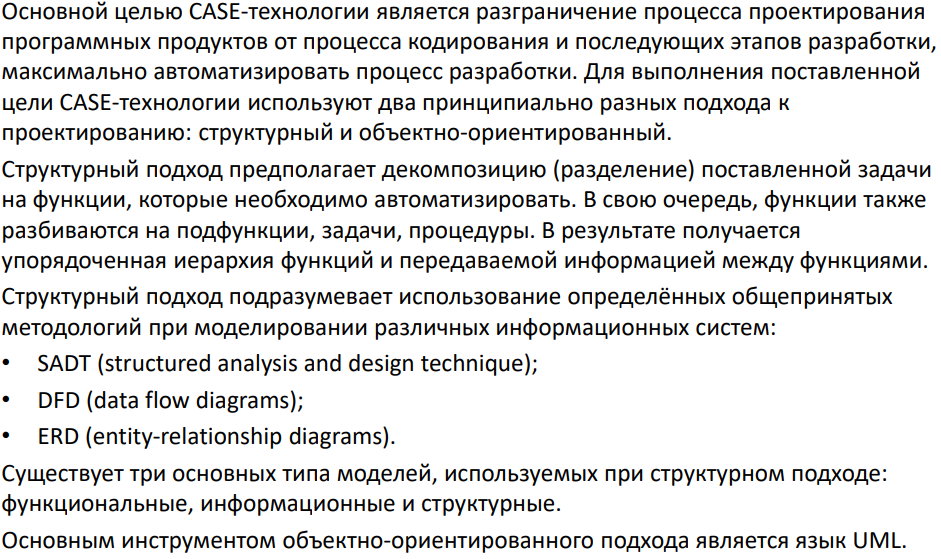 Основной целью CASE-технологии является разграничение процесса проектирования
программных продуктов от процесса кодирования и последующих этапов разработки,
максимально автоматизировать процесс разработки. Для выполнения поставленной
цели CASE-технологии используют два принципиально разных подхода к
проектированию: структурный и объектно-ориентированный.
Структурный подход предполагает декомпозицию (разделение) поставленной задачи
на функции, которые необходимо автоматизировать. В свою очередь, функции также
разбиваются на подфункции, задачи, процедуры. В результате получается
упорядоченная иерархия функций и передаваемой информацией между функциями.
Структурный подход подразумевает использование определённых общепринятых
методологий при моделировании различных информационных систем:
• SADT (structured analysis and design technique);
• DFD (data flow diagrams);
• ERD (entity-relationship diagrams).
Существует три основных типа моделей, используемых при структурном подходе:
функциональные, информационные и структурные.
Основным инструментом объектно-ориентированного подхода является язык UML.